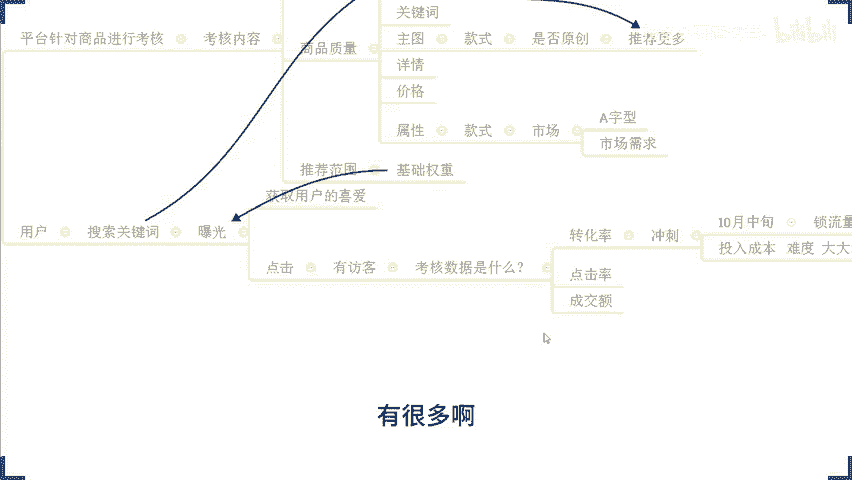 关键词
平台针对商品进行考核 考核内容 商品质量 主图 款式 是否原创 推荐更多
详情
价格
属性 款式 市场 A字型
市场需求
推荐范围 基础权重
获取用户的喜爱
用户 搜索关键词 曝光
转化率 冲刺 10月中旬 锁流量
投入成本 难度 大大
点击 有访客 考核数据是什么?
点击率
成交额
有很多啊